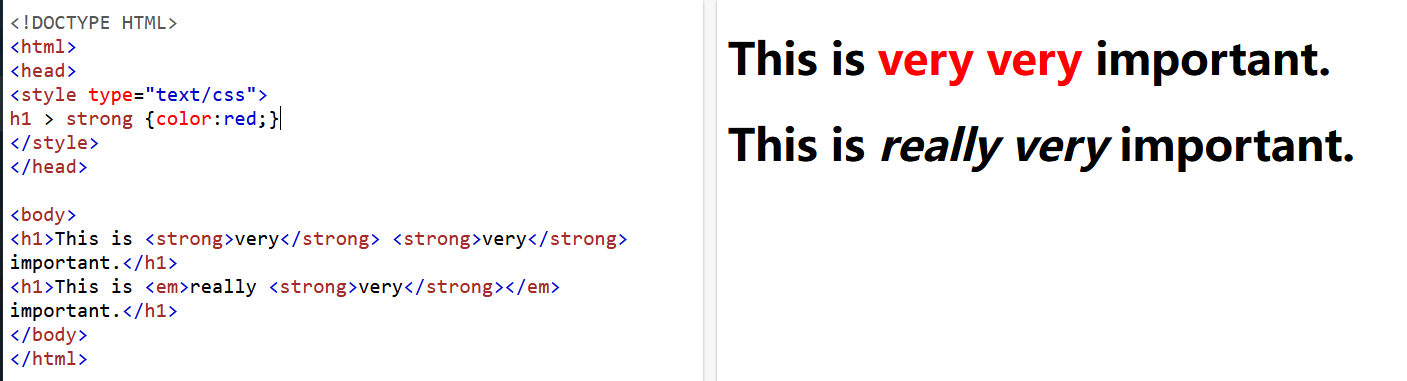 <!DOCTYPE HTML>
<html>
<head>
<style type="text/css">
h1 > strong {color:red;}
</style>
</head>
<body>
<h1>This is <strong>very</strong> <strong>very</strong>
important.</h1>
<h1>This is <em>really <strong>very</strong></em>
important.</h1>
</body>
</html>
This is very very important.
This is really very important.